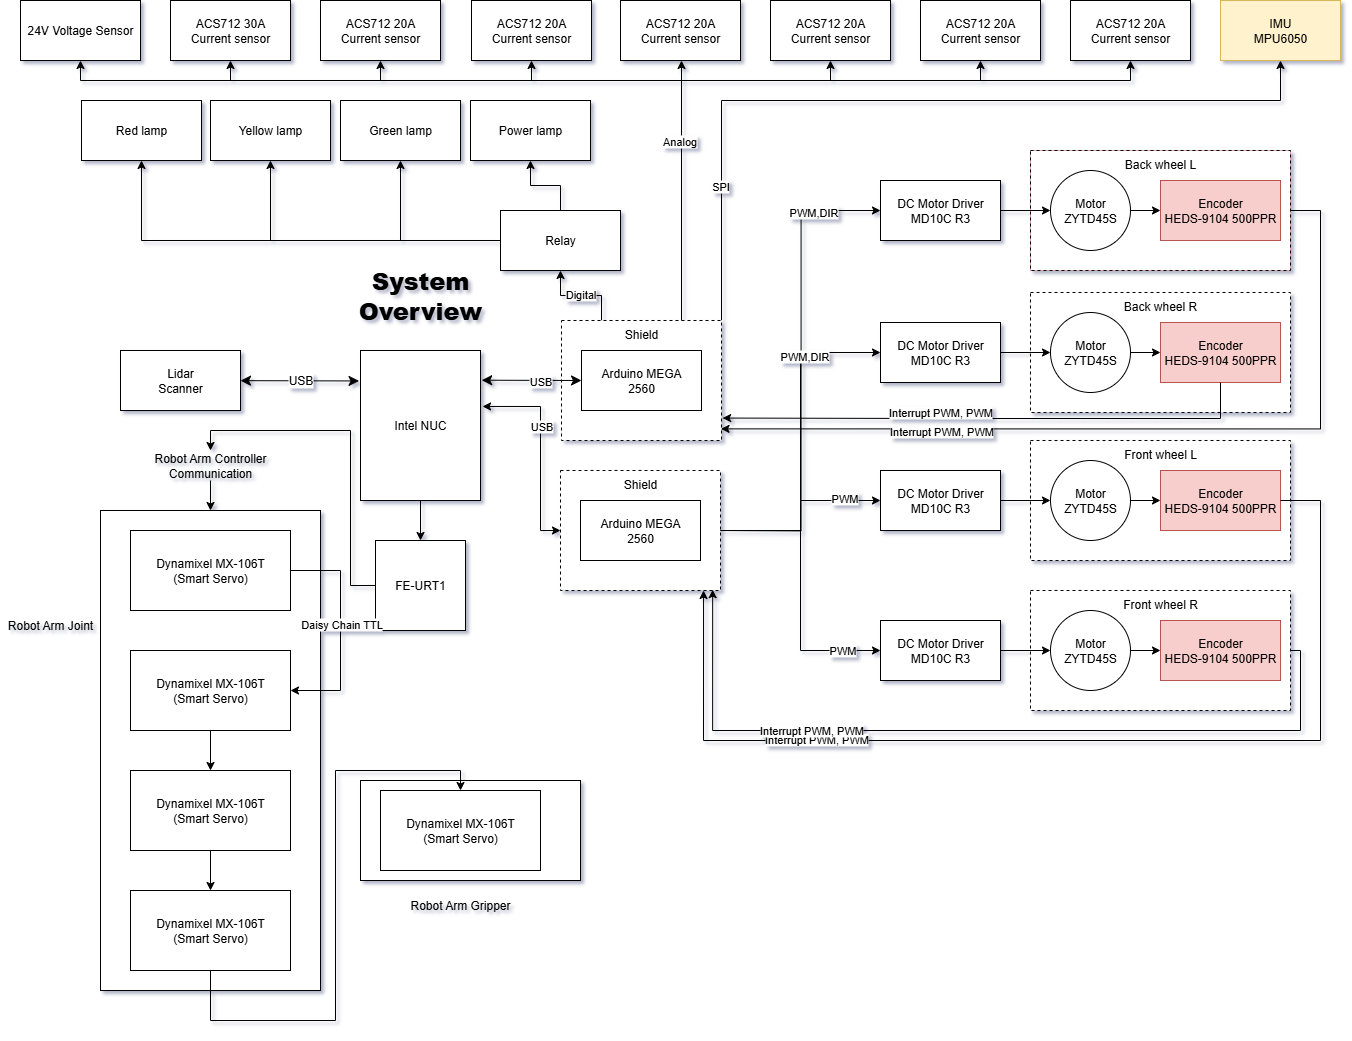 24V Voltage Sensor
ACS712 30A
Current sensor
ACS712 20A
Current sensor
ACS712 20A
Current sensor
ACS712 20A
Current sensor
ACS712 20A
Current sensor
ACS712 20A
Current sensor
ACS712 20A
Current sensor
IMU
MPU6050
Red lamp
Yellow lamp
Green lamp
Power lamp
Analog
SPI
Relay
Digital
System
Overview
Lidar
Scanner
USB
Intel NUC
USB
USB
Shield
Arduino MEGA
2560
Shield
Arduino MEGA
2560
PWM,DIR
DC Motor Driver
MD10C R3
Back wheel L
Motor
ZYTD45S
Encoder
HEDS-9104 500PPR
PWM,DIR
DC Motor Driver
MD10C R3
Back wheel R
Motor
ZYTD45S
Encoder
HEDS-9104 500PPR
Interrupt PWM, PWM
Interrupt PWM, PWM
PWM
DC Motor Driver
MD10C R3
Front wheel L
Motor
ZYTD45S
Encoder
HEDS-9104 500PPR
PWM
DC Motor Driver
MD10C R3
Front wheel R
Motor
ZYTD45S
Encoder
HEDS-9104 500PPR
Interrupt PWM, PWM
Interrupt PWM, PWM
Robot Arm Controller
Communication
FE-URT1
Robot Arm Joint
Dynamixel MX-106T
(Smart Servo)
Daisy Chain TTL
Dynamixel MX-106T
(Smart Servo)
Dynamixel MX-106T
(Smart Servo)
Dynamixel MX-106T
(Smart Servo)
Dynamixel MX-106T
(Smart Servo)
Robot Arm Gripper